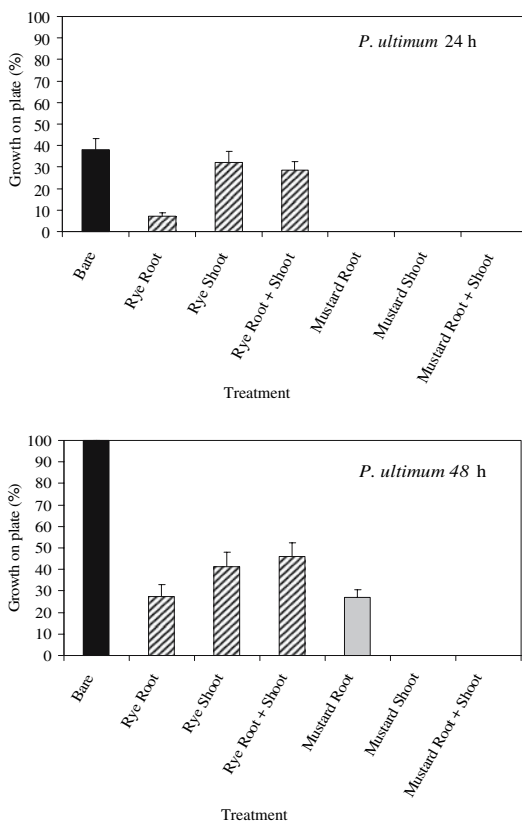 100
90
80
70
60
50
40
30
20
10
0
Growth on plate (%)
P. ultimum 24 h
Bare
Rye Root
Rye Shoot
Rye Root + Shoot
Mustard Root
Mustard Shoot
Mustard Root + Shoot
Treatment
100
90
80
70
60
50
40
30
20
10
0
Growth on plate (%)
P. ultimum 48 h
Bare
Rye Root
Rye Shoot
Rye Root + Shoot
Mustard Root
Mustard Shoot
Mustard Root + Shoot
Treatment